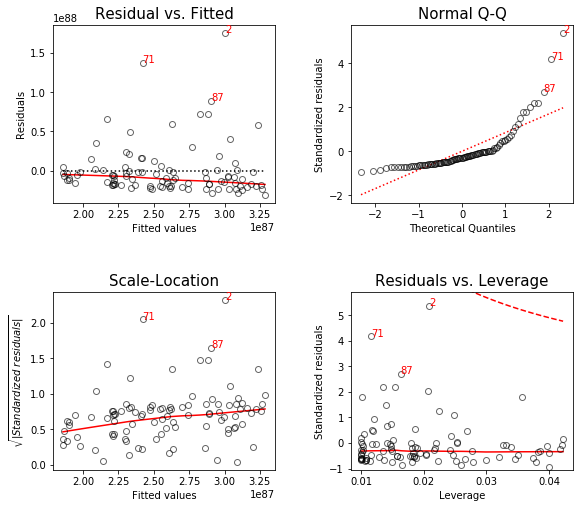 Residual vs. Fitted
1e88
1.5
1.0
0.5
0.0
Residuals
2
71
87
2.00 2.25 2.50 2.75 3.00 3.25
Fitted values
1e87
Normal Q-Q
4
2
0
−2
Standardized residuals
2
71
87
−2 −1 0 1 2
Theoretical Quantiles
Scale-Location
2.0
1.5
1.0
0.5
0.0
√|Standardized residuals|
2
71
87
2.00 2.25 2.50 2.75 3.00 3.25
Fitted values
1e87
Residuals vs. Leverage
5
4
3
2
1
0
−1
Standardized residuals
2
71
87
0.01 0.02 0.03 0.04
Leverage